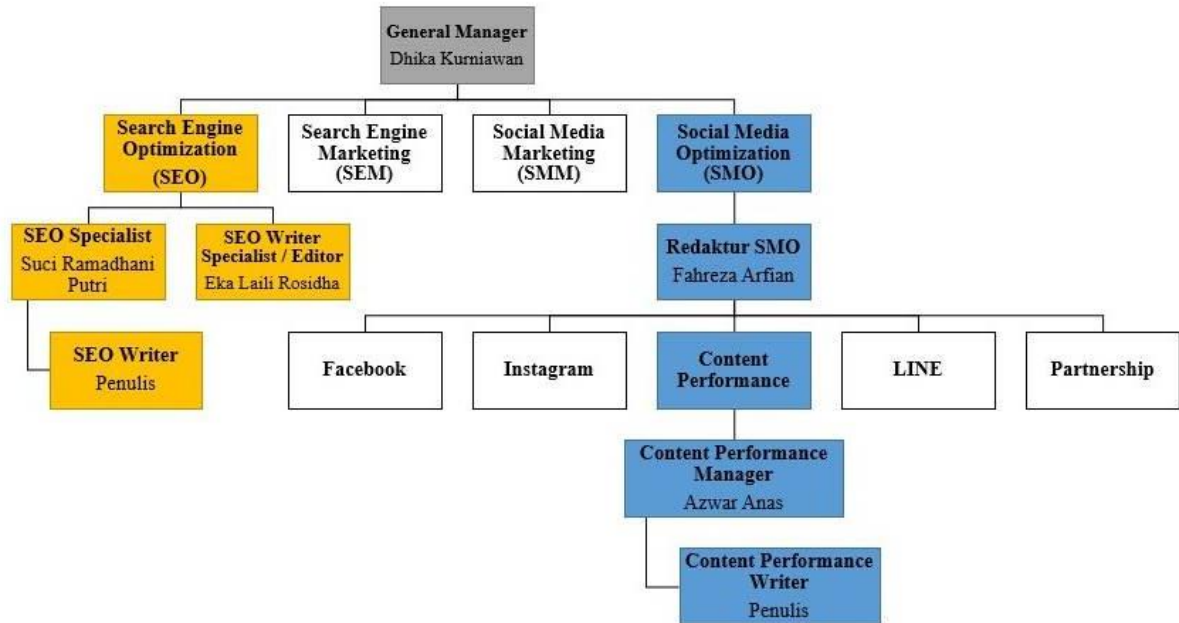 General Manager
Dhika Kurniawan
Search Engine
Optimization
(SEO)
Search Engine
Marketing
(SEM)
Social Media
Marketing
(SMM)
Social Media
Optimization
(SMO)
SEO Specialist
Suci Ramadhani
Putri
SEO Writer
Specialist / Editor
Eka Laili Rosidha
Redaktur SMO
Fahreza Arfian
SEO Writer
Penulis
Facebook
Instagram
Content
Performance
LINE
Partnership
Content Performance
Manager
Azwar Anas
Content Performance
Writer
Penulis